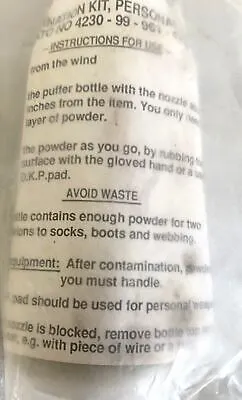 NATION KIT, PERSONA
NATO NO 4230 - 99 - 961 -
INSTRUCTIONS FOR USE
from the wind
the puffer bottle with the nozzle
inches from the item. You only
layer of powder.
the powder as you go, by rubbing
surface with the gloved hand or a
D.K.P.pad.
AVOID WASTE
contains enough powder for two
to socks, boots and webbing.
equipment: After contamination,
you must handle.
pad should be used for personal
nozzle is blocked, remove bottle
e.g. with piece of wire or a